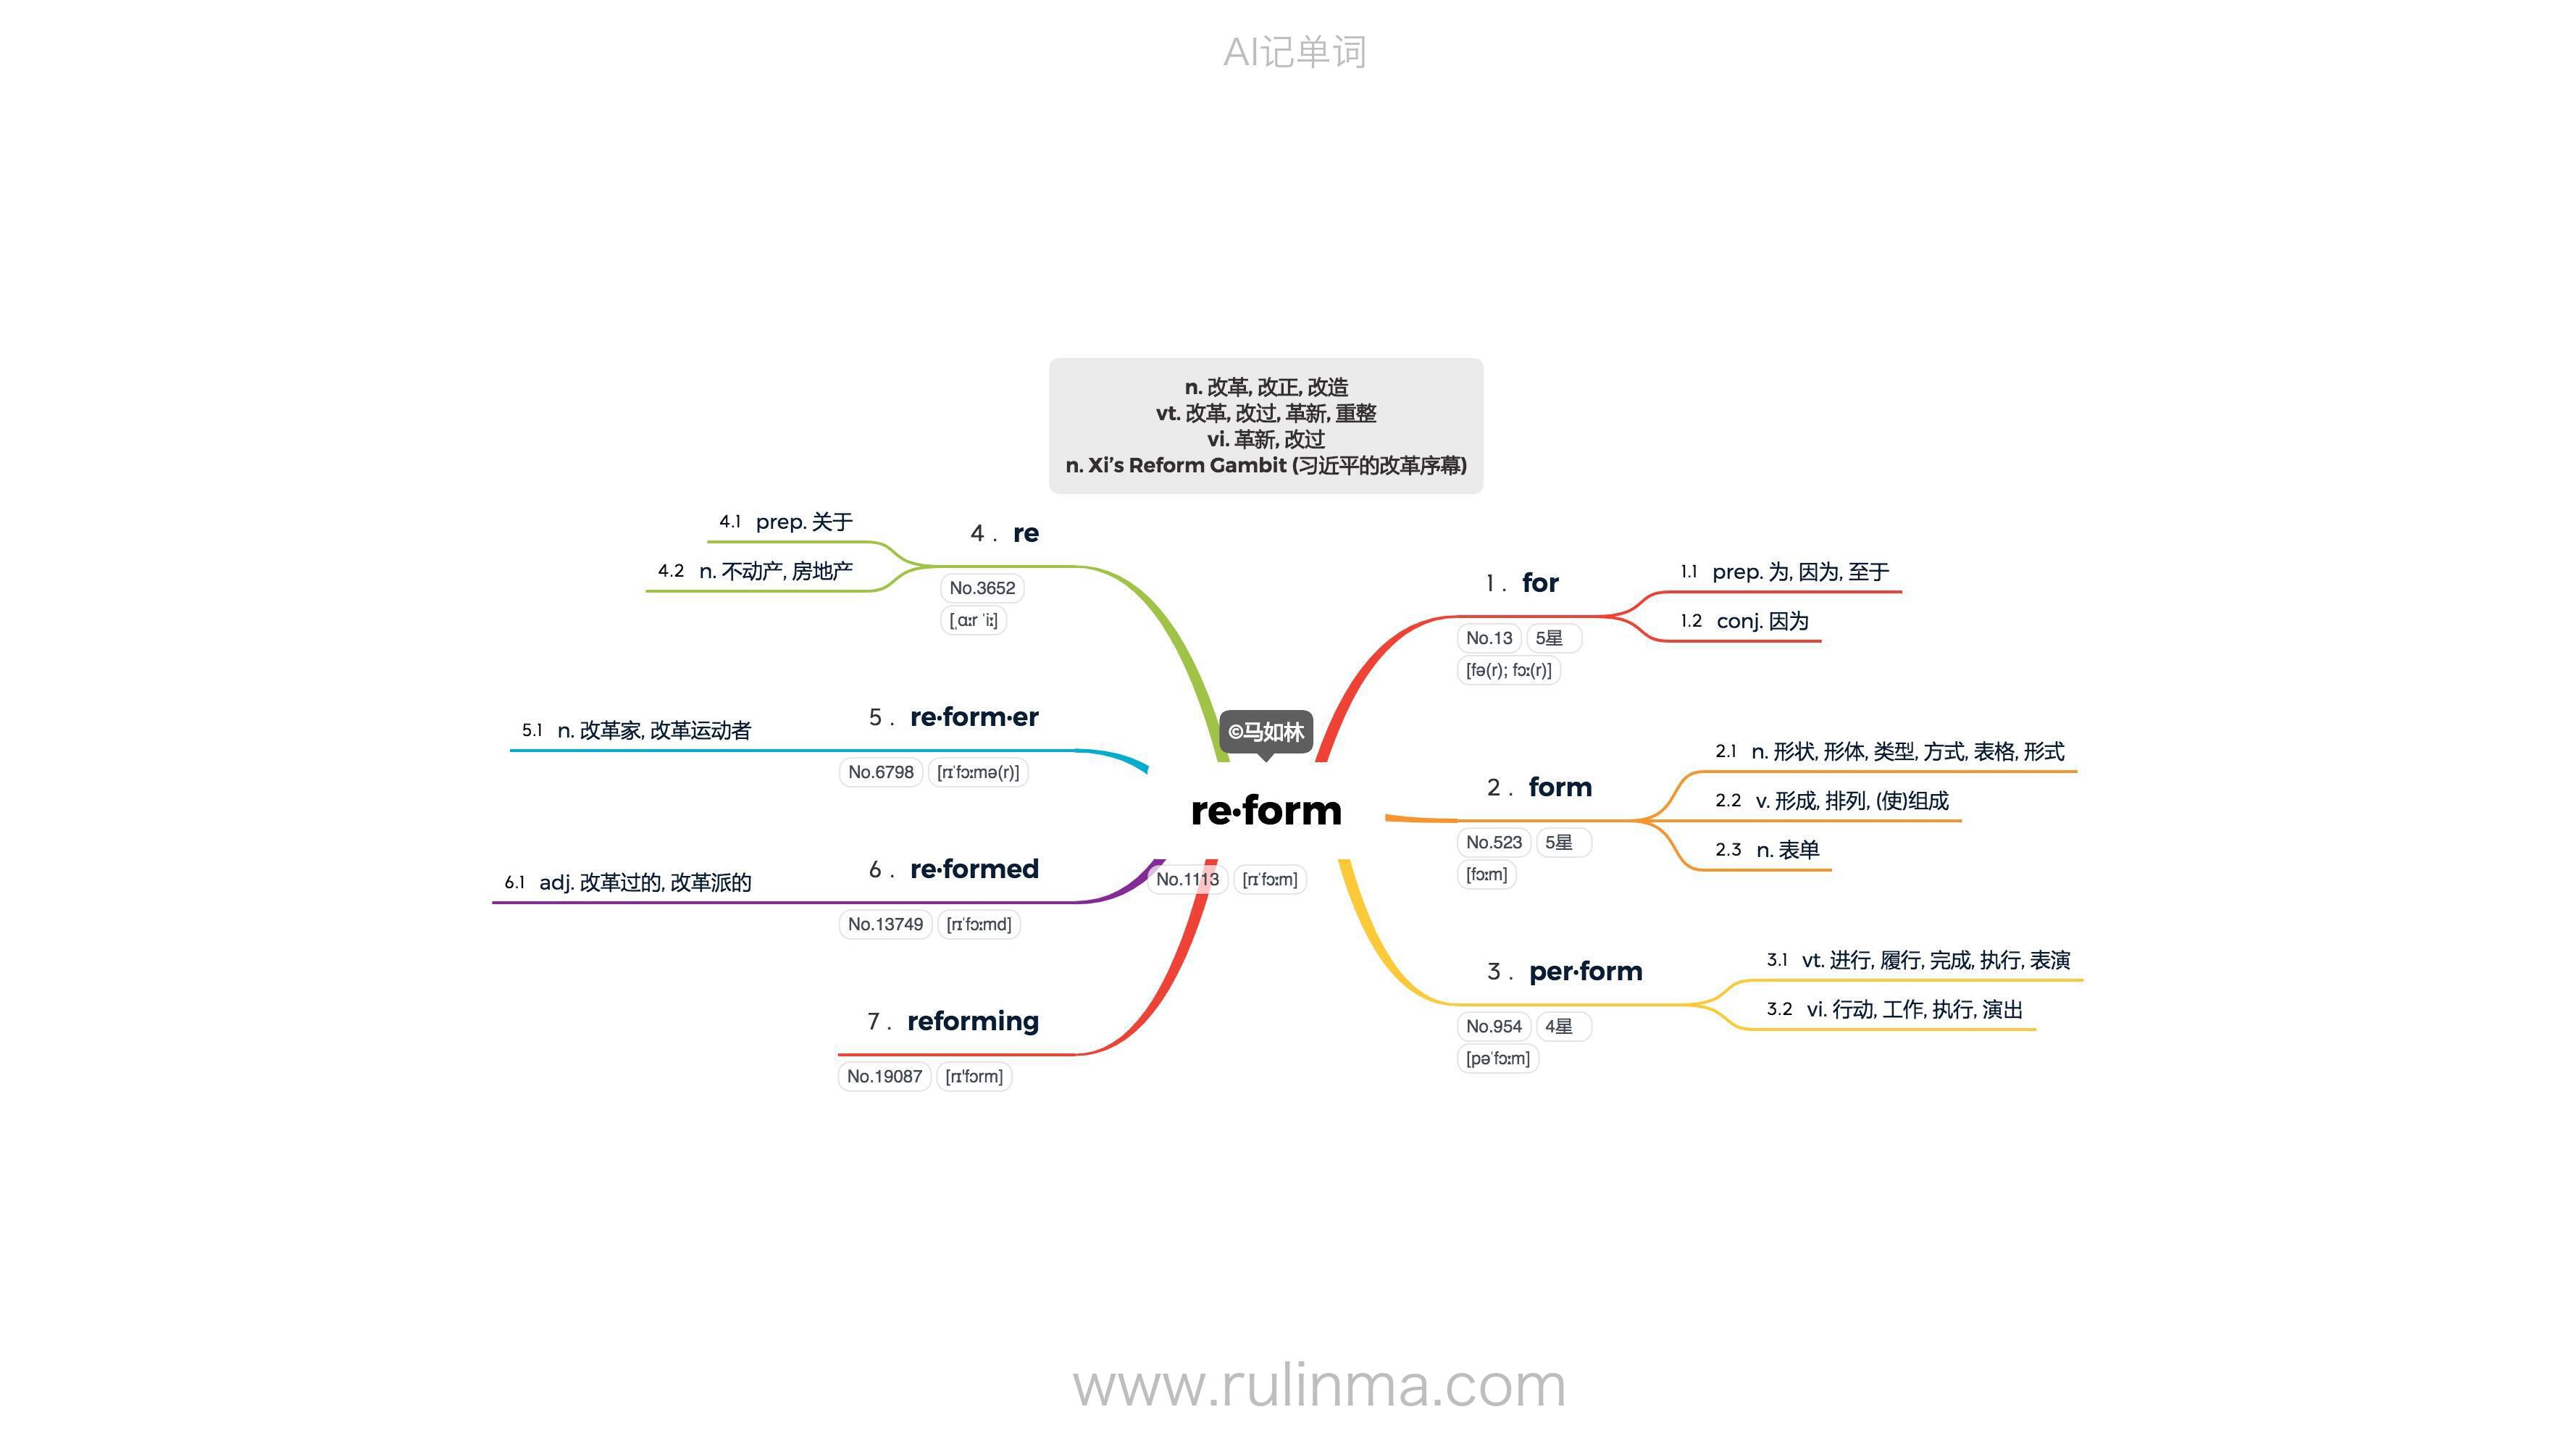 AI记单词
n. 改革, 改正, 改造
vt. 改革, 改过, 革新, 重整
vi. 革新, 改过
n. Xi’s Reform Gambit (习近平的改革序幕)
©马如林
re·form
No.1113 [rɪˈfɔːm]
1 . for
No.13 5星
[fə(r); fɔː(r)]
1.1 prep. 为, 因为, 至于
1.2 conj. 因为
2 . form
No.523 5星
[fɔːm]
2.1 n. 形状, 形体, 类型, 方式, 表格, 形式
2.2 v. 形成, 排列, (使)组成
2.3 n. 表单
3 . per·form
No.954 4星
[pəˈfɔːm]
3.1 vt. 进行, 履行, 完成, 执行, 表演
3.2 vi. 行动, 工作, 执行, 演出
4 . re
No.3652
[ˌɑːr ˈiː]
4.1 prep. 关于
4.2 n. 不动产, 房地产
5 . re·form·er
No.6798 [rɪˈfɔːmə(r)]
5.1 n. 改革家, 改革运动者
6 . re·formed
No.13749 [rɪˈfɔːmd]
6.1 adj. 改革过的, 改革派的
7 . reforming
No.19087 [rɪ'fɔrm]
www.rulinma.com